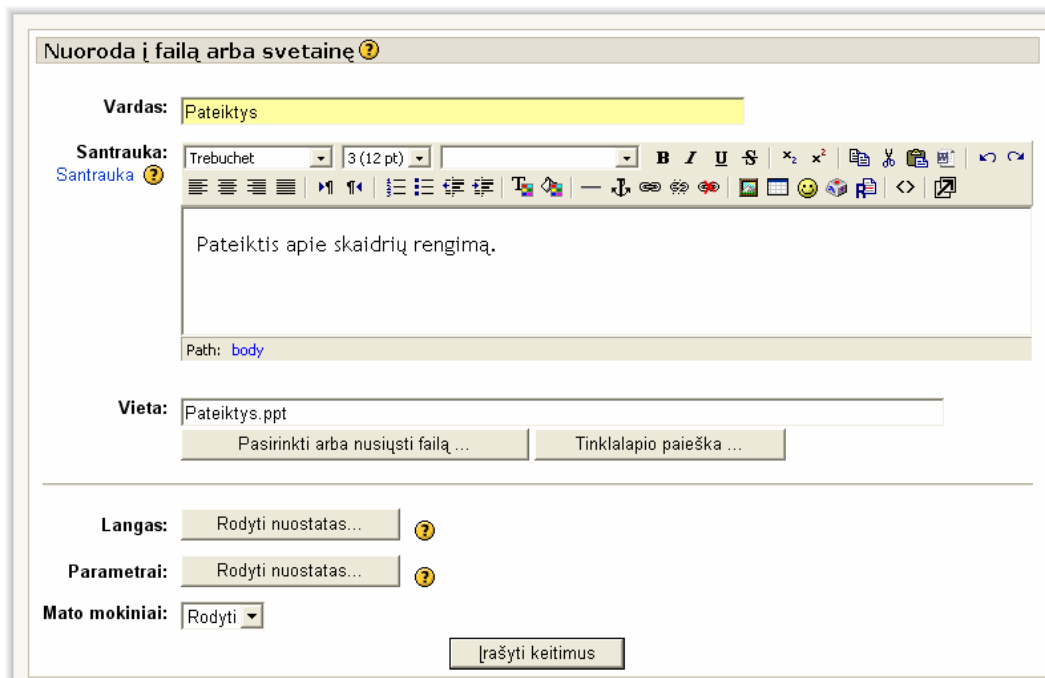 Nuoroda į failą arba svetainę ?
Vardas: Pateiktys
Santrauka:
Santrauka ?
Trebuchet 3 (12 pt) B I U S x₂ x²
Pateiktis apie skaidrių rengimą.
Path: body
Vieta: Pateiktys.ppt
Pasirinkti arba nusiųsti failą ... Tinklalapio paieška ...
Langas: Rodyti nuostatas... ?
Parametrai: Rodyti nuostatas... ?
Mato mokiniai: Rodyti
Įrašyti keitimus